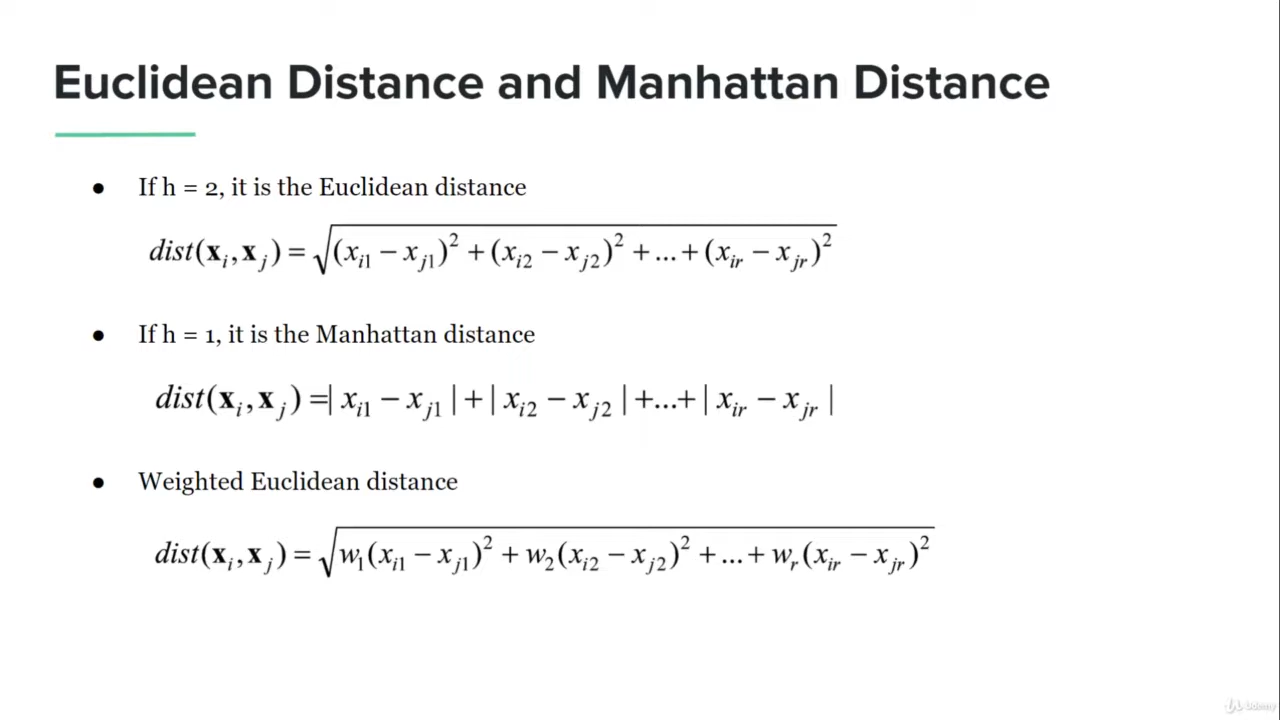 Euclidean Distance and Manhattan Distance
● If h = 2, it is the Euclidean distance
dist(𝐱ᵢ, 𝐱ⱼ) = √((xᵢ₁ − xⱼ₁)² + (xᵢ₂ − xⱼ₂)² + ... + (xᵢᵣ − xⱼᵣ)²)
● If h = 1, it is the Manhattan distance
dist(𝐱ᵢ, 𝐱ⱼ) = | xᵢ₁ − xⱼ₁ | + | xᵢ₂ − xⱼ₂ | + ... + | xᵢᵣ − xⱼᵣ |
● Weighted Euclidean distance
dist(𝐱ᵢ, 𝐱ⱼ) = √(w₁(xᵢ₁ − xⱼ₁)² + w₂(xᵢ₂ − xⱼ₂)² + ... + wᵣ(xᵢᵣ − xⱼᵣ)²)
Udemy